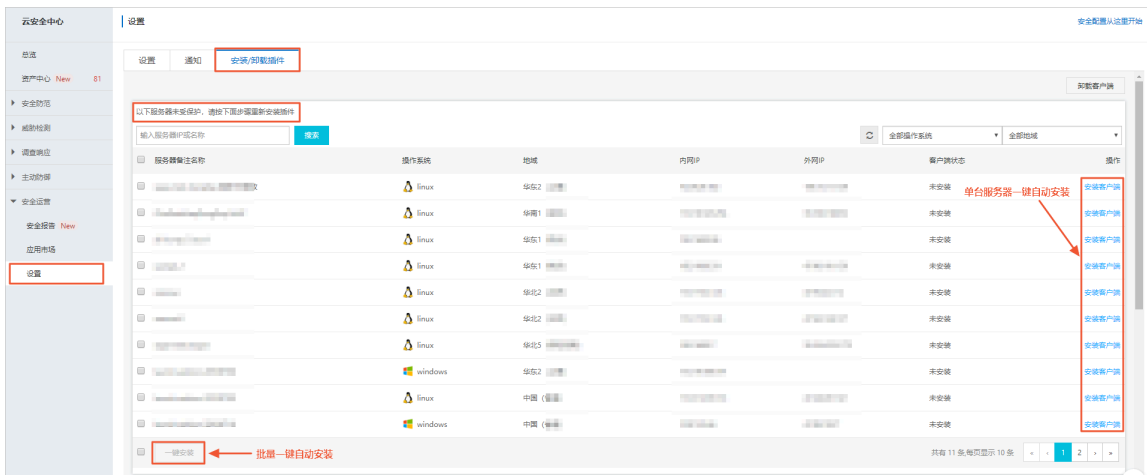 云安全中心
设置
安全配置从这里开始
总览
资产中心 New 81
安全防范
威胁检测
调查响应
主动防御
安全运营
安全报告 New
应用市场
设置
设置 通知 安装/卸载插件
卸载客户端
以下服务器未受保护，请按下面步骤重新安装插件
输入服务器IP或名称 搜索 全部操作系统 全部地域
服务器备注名称 操作系统 地域 内网IP 外网IP 客户端状态 操作
linux 华东2 未安装 安装客户端
单台服务器一键自动安装
linux 华南1 未安装 安装客户端
linux 华东1 未安装 安装客户端
linux 华东1 未安装 安装客户端
linux 华北2 未安装 安装客户端
linux 华北2 未安装 安装客户端
linux 华北5 未安装 安装客户端
windows 华东2 未安装 安装客户端
linux 中国 ( 未安装 安装客户端
windows 中国 ( 未安装 安装客户端
一键安装 批量一键自动安装 共有 11 条,每页显示 10 条 « ‹ 1 2 › »